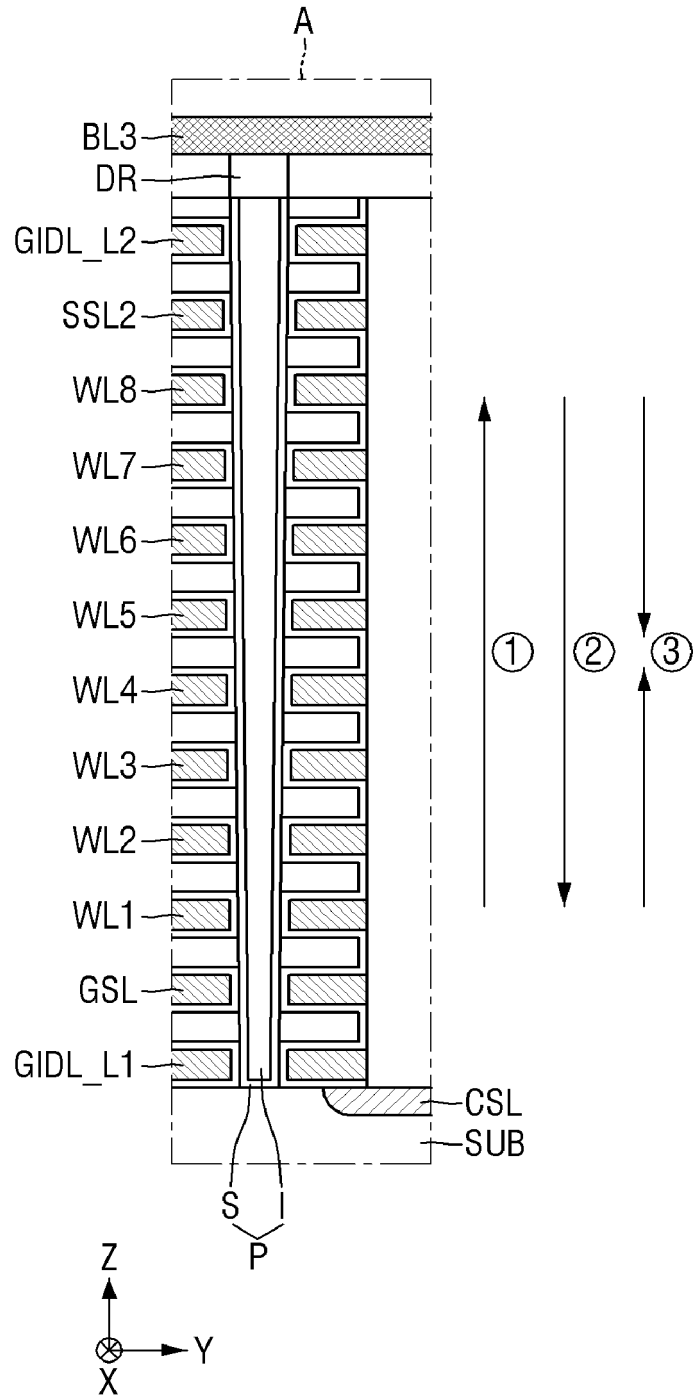 A
BL3
DR
GIDL_L2
SSL2
WL8
WL7
WL6
WL5
① ② ③
WL4
WL3
WL2
WL1
GSL
GIDL_L1
CSL
SUB
S I
P
Z
Y
X